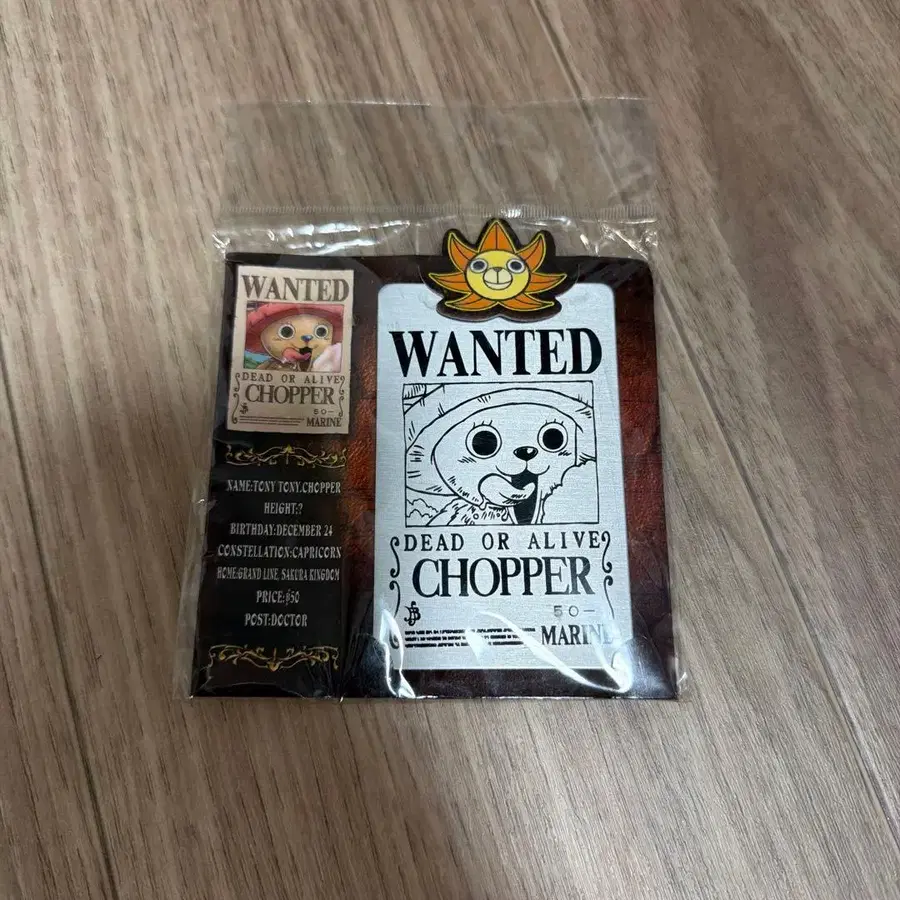 WANTED
DEAD OR ALIVE
CHOPPER
50-
MARINE
NAME:TONY TONY.CHOPPER
HEIGHT:?
BIRTHDAY:DECEMBER 24
CONSTELLATION:CAPRICORN
HOME:GRAND LINE, SAKURA KINGDOM
PRICE:฿50
POST:DOCTOR
WANTED
DEAD OR ALIVE
CHOPPER
50-
MARINE